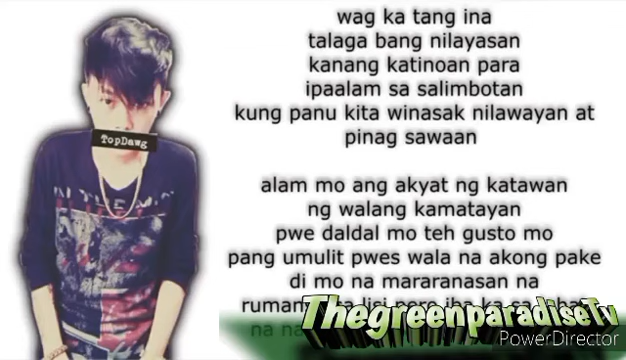 wag ka tang ina
talaga bang nilayasan
kanang katinoan para
ipaalam sa salimbotan
kung panu kita winasak nilawayan at
pinag sawaan
TopDawg
alam mo ang akyat ng katawan
ng walang kamatayan
pwe daldal mo teh gusto mo
pang umulit pwes wala na akong pake
di mo na mararanasan na
ThegreenparadiseTv
PowerDirector